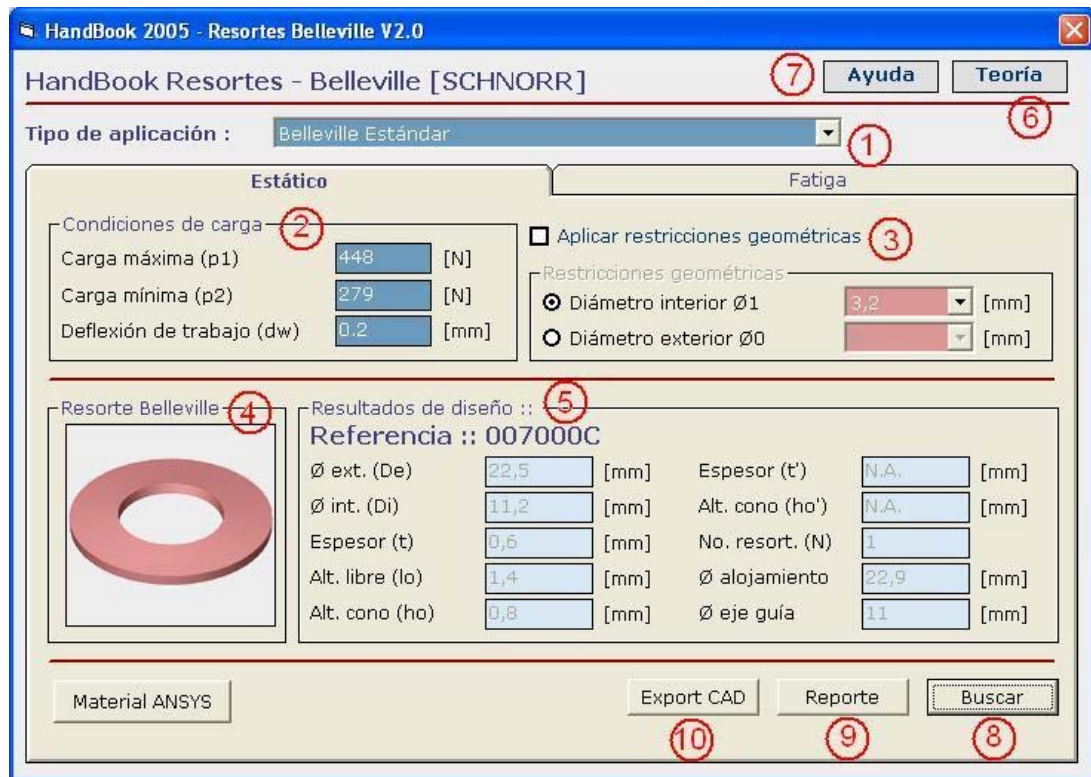 HandBook 2005 - Resortes Belleville V2.0
HandBook Resortes - Belleville [SCHNORR]
7
Ayuda
Teoría
6
Tipo de aplicación :
Belleville Estándar
1
Estático
Fatiga
Condiciones de carga
2
Carga máxima (p1) 448 [N]
Carga mínima (p2) 279 [N]
Deflexión de trabajo (dw) 0.2 [mm]
Aplicar restricciones geométricas
3
Restricciones geométricas
Diámetro interior Ø1 3,2 [mm]
Diámetro exterior Ø0 [mm]
Resorte Belleville
4
Resultados de diseño ::
5
Referencia :: 007000C
Ø ext. (De) 22,5 [mm] Espesor (t') N.A. [mm]
Ø int. (Di) 11,2 [mm] Alt. cono (ho') N.A. [mm]
Espesor (t) 0,6 [mm] No. resort. (N) 1
Alt. libre (lo) 1,4 [mm] Ø alojamiento 22,9 [mm]
Alt. cono (ho) 0,8 [mm] Ø eje guía 11 [mm]
Material ANSYS
Export CAD
Reporte
Buscar
10
9
8